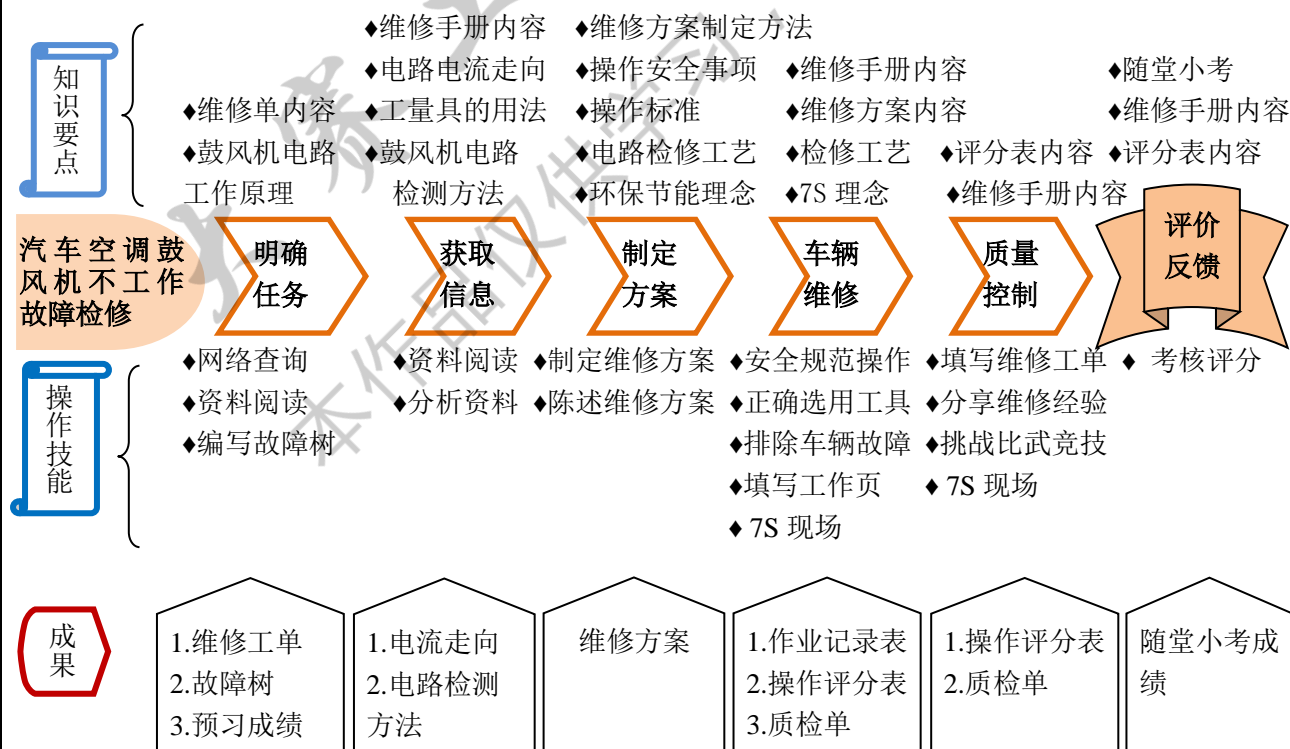 知识要点
♦维修单内容
♦鼓风机电路
工作原理
♦维修手册内容
♦电路电流走向
♦工量具的用法
♦鼓风机电路
检测方法
♦维修方案制定方法
♦操作安全事项
♦操作标准
♦电路检修工艺
♦环保节能理念
♦维修手册内容
♦维修方案内容
♦检修工艺
♦7S 理念
♦评分表内容
♦维修手册内容
♦随堂小考
♦维修手册内容
♦评分表内容
汽车空调鼓
风机不工作
故障检修
明确
任务
获取
信息
制定
方案
车辆
维修
质量
控制
评价
反馈
操作技能
♦网络查询
♦资料阅读
♦编写故障树
♦资料阅读
♦分析资料
♦制定维修方案
♦陈述维修方案
♦安全规范操作
♦正确选用工具
♦排除车辆故障
♦填写工作页
♦ 7S 现场
♦填写维修工单
♦分享维修经验
♦挑战比武竞技
♦ 7S 现场
♦ 考核评分
成果
1.维修工单
2.故障树
3.预习成绩
1.电流走向
2.电路检测
方法
维修方案
1.作业记录表
2.操作评分表
3.质检单
1.操作评分表
2.质检单
随堂小考成
绩
本作品仅供学习